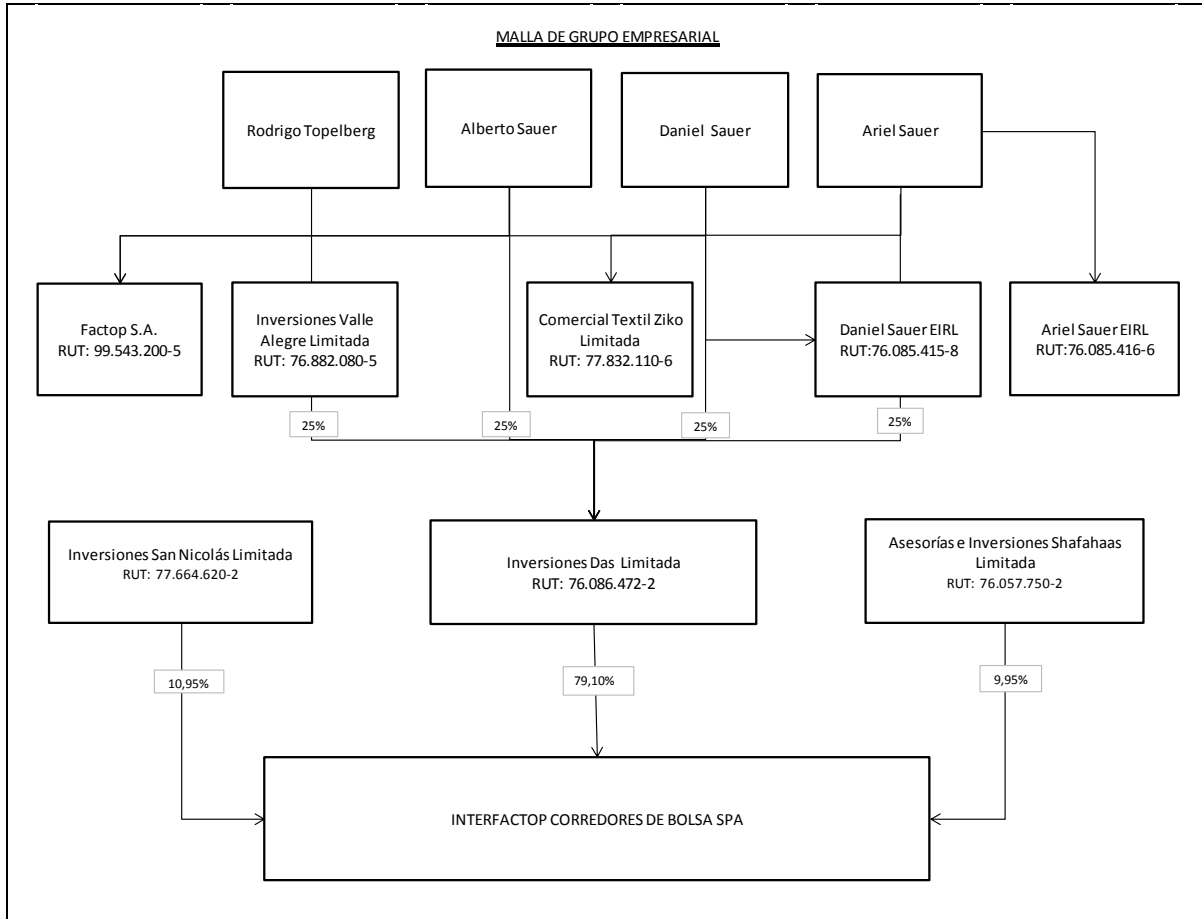 MALLA DE GRUPO EMPRESARIAL
Rodrigo Topelberg
Alberto Sauer
Daniel Sauer
Ariel Sauer
Factop S.A.
RUT: 99.543.200-5
Inversiones Valle
Alegre Limitada
RUT: 76.882.080-5
Comercial Textil Ziko
Limitada
RUT: 77.832.110-6
Daniel Sauer EIRL
RUT:76.085.415-8
Ariel Sauer EIRL
RUT:76.085.416-6
25%
25%
25%
25%
Inversiones San Nicolás Limitada
RUT: 77.664.620-2
Inversiones Das Limitada
RUT: 76.086.472-2
Asesorías e Inversiones Shafahaas
Limitada
RUT: 76.057.750-2
10,95%
79,10%
9,95%
INTERFACTOP CORREDORES DE BOLSA SPA